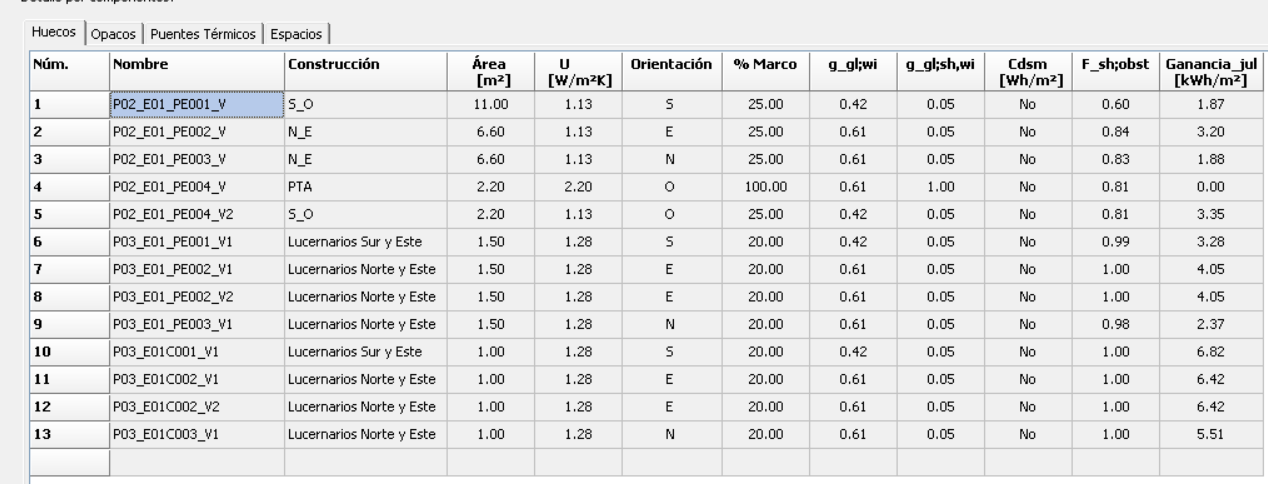 Detalle por componentes:
Huecos Opacos Puentes Térmicos Espacios
Núm. Nombre Construcción Área [m²] U [W/m²K] Orientación % Marco g_gl;wi g_gl;sh,wi Cdsm [Wh/m²] F_sh;obst Ganancia_jul [kWh/m²]
1 P02_E01_PE001_V S_O 11.00 1.13 S 25.00 0.42 0.05 No 0.60 1.87
2 P02_E01_PE002_V N_E 6.60 1.13 E 25.00 0.61 0.05 No 0.84 3.20
3 P02_E01_PE003_V N_E 6.60 1.13 N 25.00 0.61 0.05 No 0.83 1.88
4 P02_E01_PE004_V PTA 2.20 2.20 O 100.00 0.61 1.00 No 0.81 0.00
5 P02_E01_PE004_V2 S_O 2.20 1.13 O 25.00 0.42 0.05 No 0.81 3.35
6 P03_E01_PE001_V1 Lucernarios Sur y Este 1.50 1.28 S 20.00 0.42 0.05 No 0.99 3.28
7 P03_E01_PE002_V1 Lucernarios Norte y Este 1.50 1.28 E 20.00 0.61 0.05 No 1.00 4.05
8 P03_E01_PE002_V2 Lucernarios Norte y Este 1.50 1.28 E 20.00 0.61 0.05 No 1.00 4.05
9 P03_E01_PE003_V1 Lucernarios Norte y Este 1.50 1.28 N 20.00 0.61 0.05 No 0.98 2.37
10 P03_E01C001_V1 Lucernarios Sur y Este 1.00 1.28 S 20.00 0.42 0.05 No 1.00 6.82
11 P03_E01C002_V1 Lucernarios Norte y Este 1.00 1.28 E 20.00 0.61 0.05 No 1.00 6.42
12 P03_E01C002_V2 Lucernarios Norte y Este 1.00 1.28 E 20.00 0.61 0.05 No 1.00 6.42
13 P03_E01C003_V1 Lucernarios Norte y Este 1.00 1.28 N 20.00 0.61 0.05 No 1.00 5.51